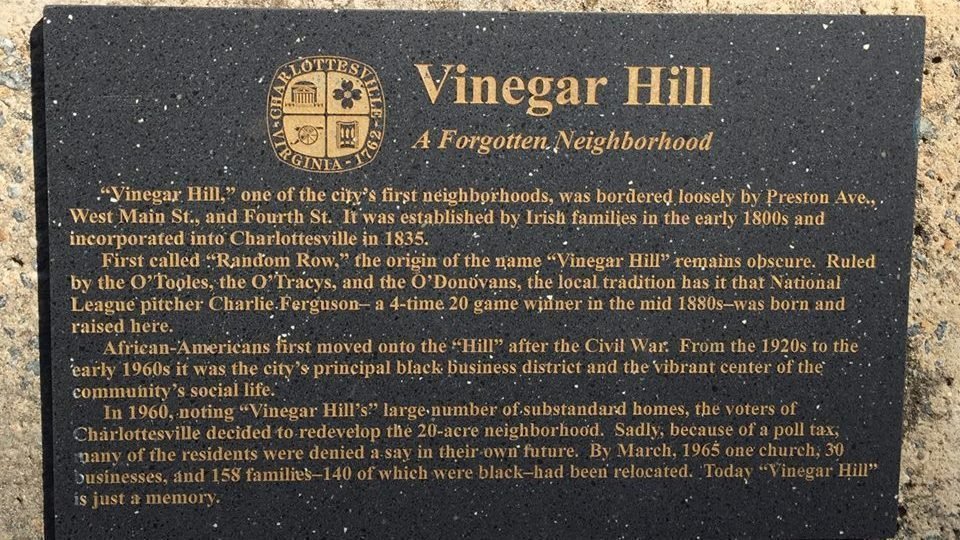 CHARLOTTESVILLE
VIRGINIA - 1762
Vinegar Hill
A Forgotten Neighborhood
“Vinegar Hill,” one of the city’s first neighborhoods, was bordered loosely by Preston Ave.,
West Main St., and Fourth St. It was established by Irish families in the early 1800s and
incorporated into Charlottesville in 1835.
First called “Random Row,” the origin of the name “Vinegar Hill” remains obscure. Ruled
by the O’Tooles, the O’Tracys, and the O’Donovans, the local tradition has it that National
League pitcher Charlie Ferguson– a 4-time 20 game winner in the mid 1880s–was born and
raised here.
African-Americans first moved onto the “Hill” after the Civil War. From the 1920s to the
early 1960s it was the city’s principal black business district and the vibrant center of the
community’s social life.
In 1960, noting “Vinegar Hill’s” large number of substandard homes, the voters of
Charlottesville decided to redevelop the 20-acre neighborhood. Sadly, because of a poll tax,
many of the residents were denied a say in their own future. By March, 1965 one church, 30
businesses, and 158 families–140 of which were black–had been relocated. Today “Vinegar Hill”
is just a memory.